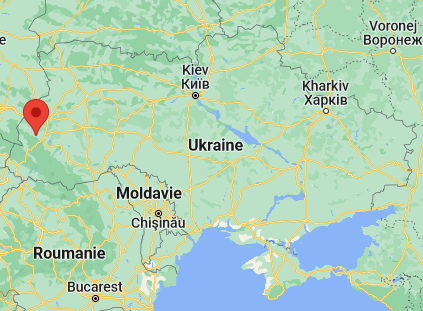 Voronej
Воронеж
Kiev
Київ
Kharkiv
Харків
Ukraine
Moldavie
Chișinău
Roumanie
Bucarest